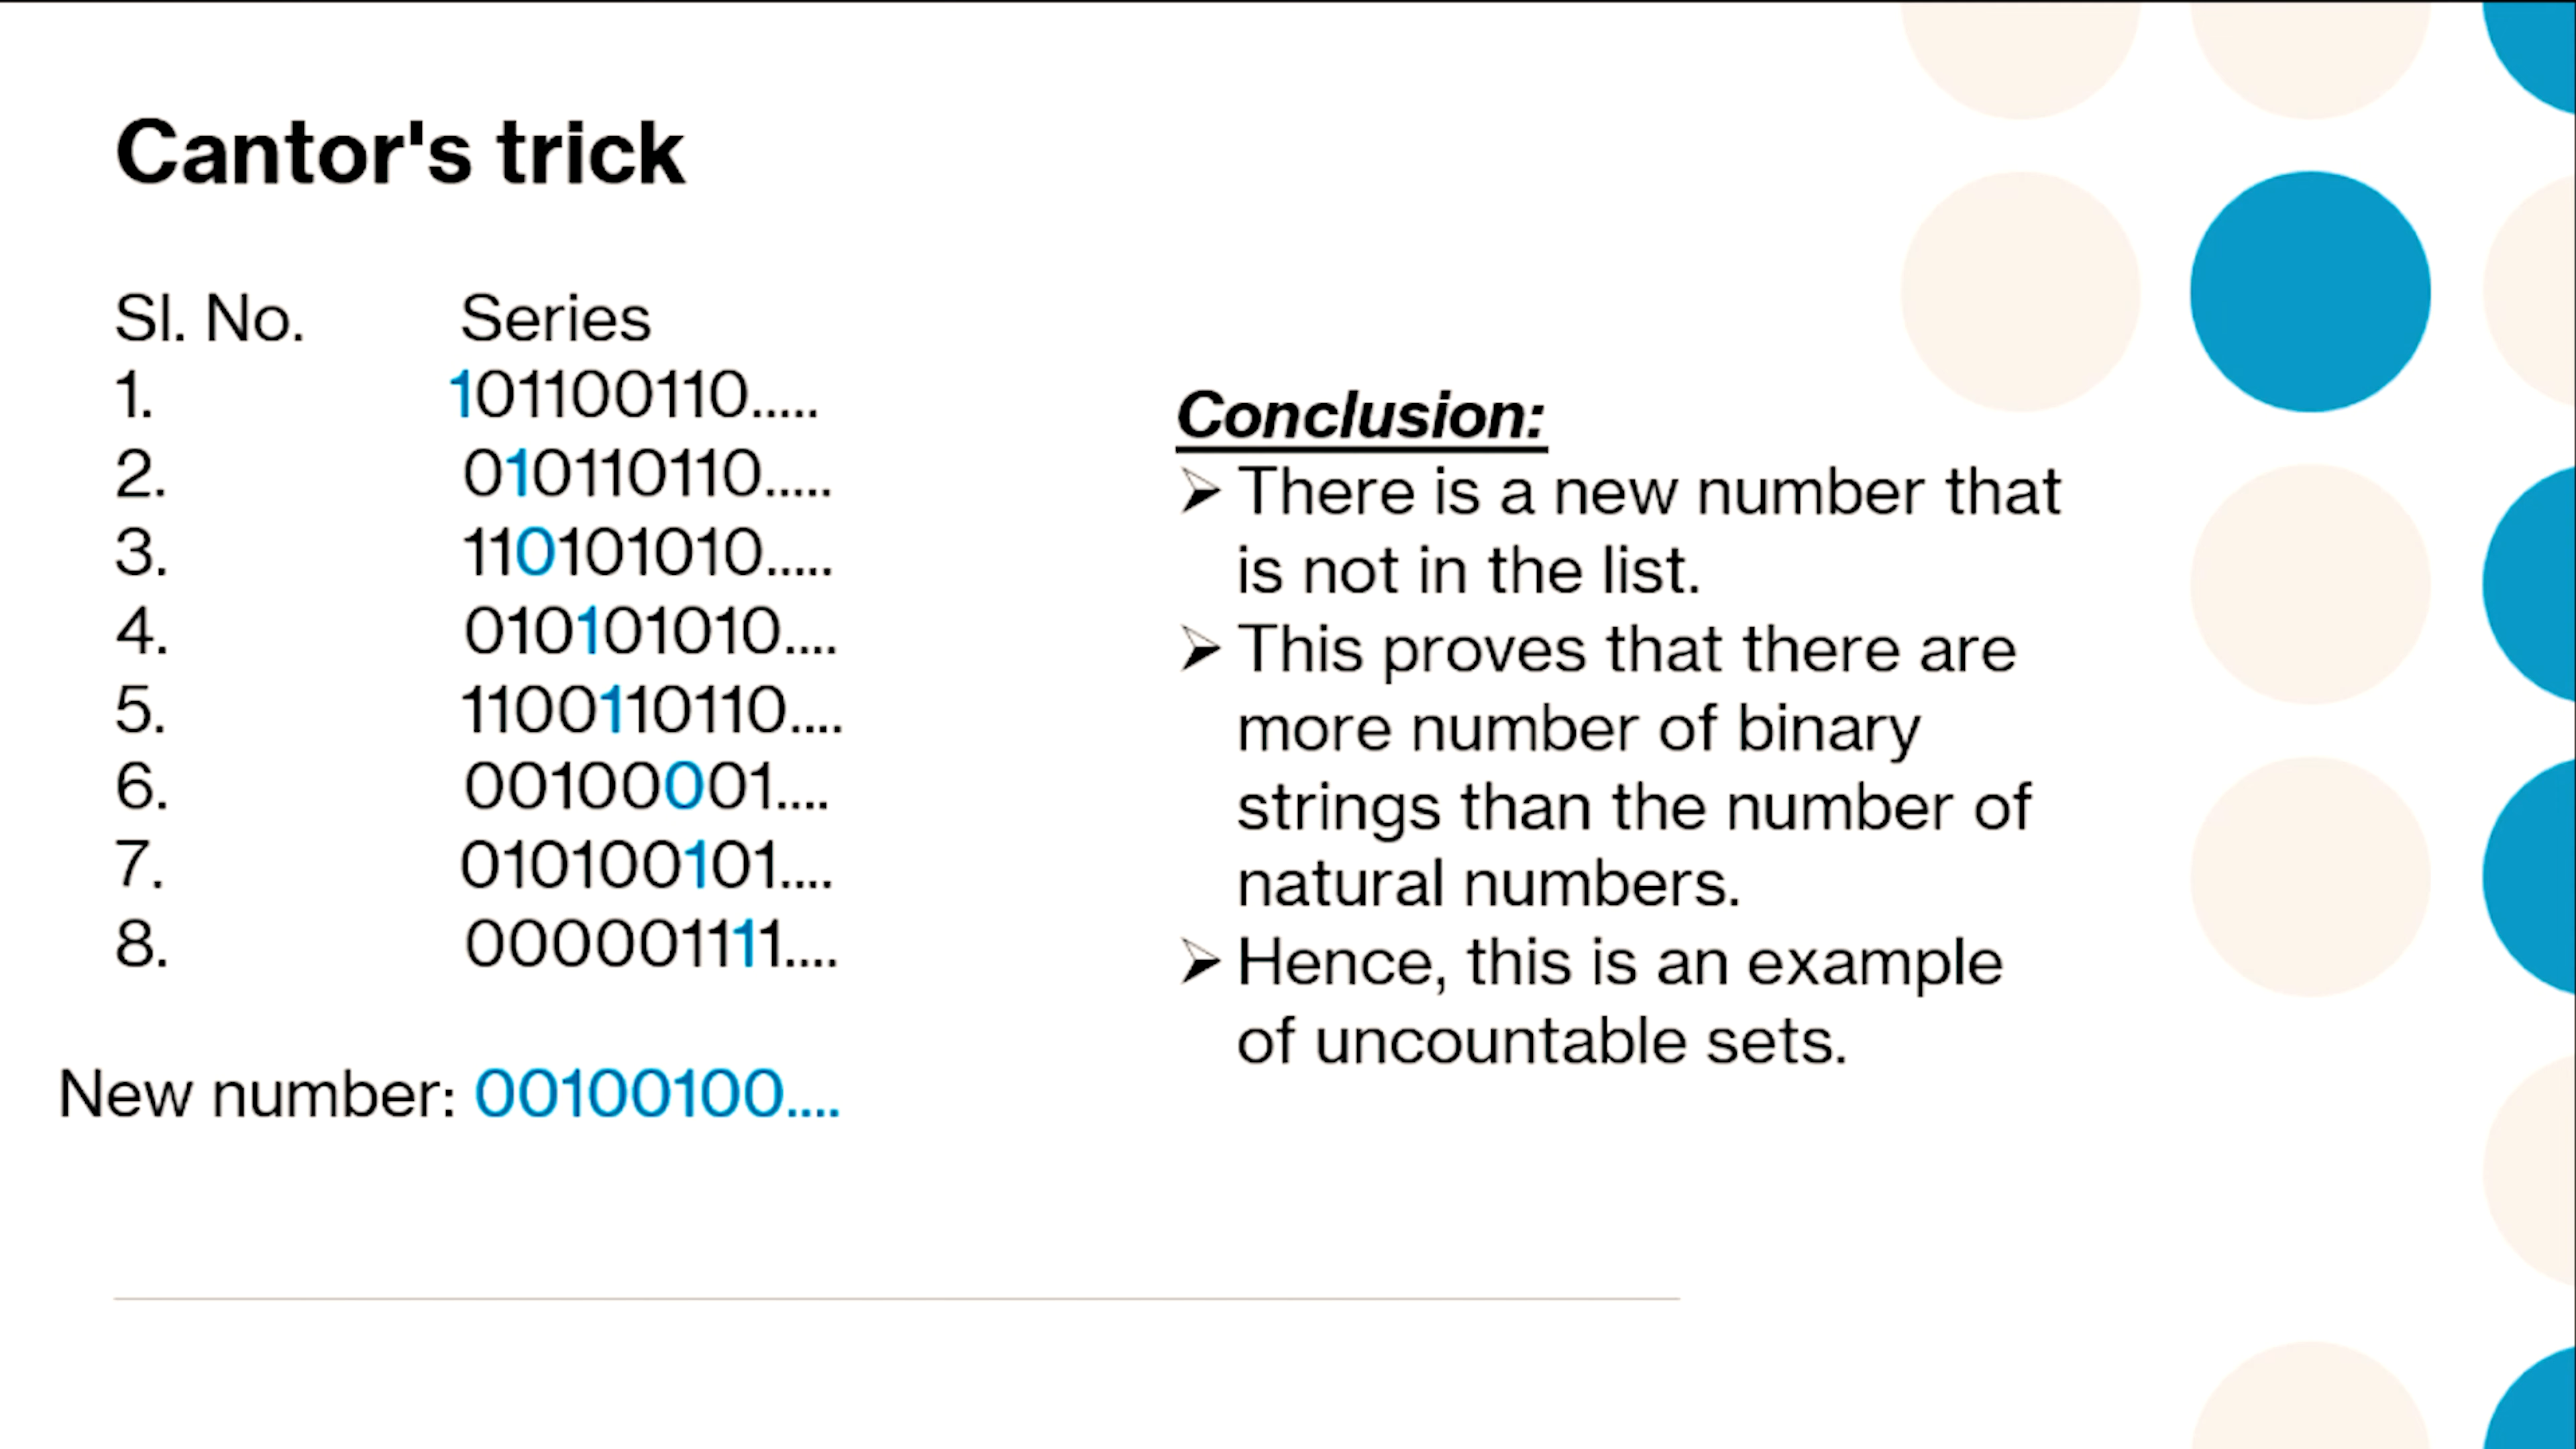 Cantor's trick
Sl. No. Series
1. 101100110.....
2. 010110110.....
3. 110101010.....
4. 010101010....
5. 1100110110....
6. 00100001....
7. 010100101....
8. 000001111....
New number: 00100100....
Conclusion:
➢ There is a new number that
is not in the list.
➢ This proves that there are
more number of binary
strings than the number of
natural numbers.
➢ Hence, this is an example
of uncountable sets.